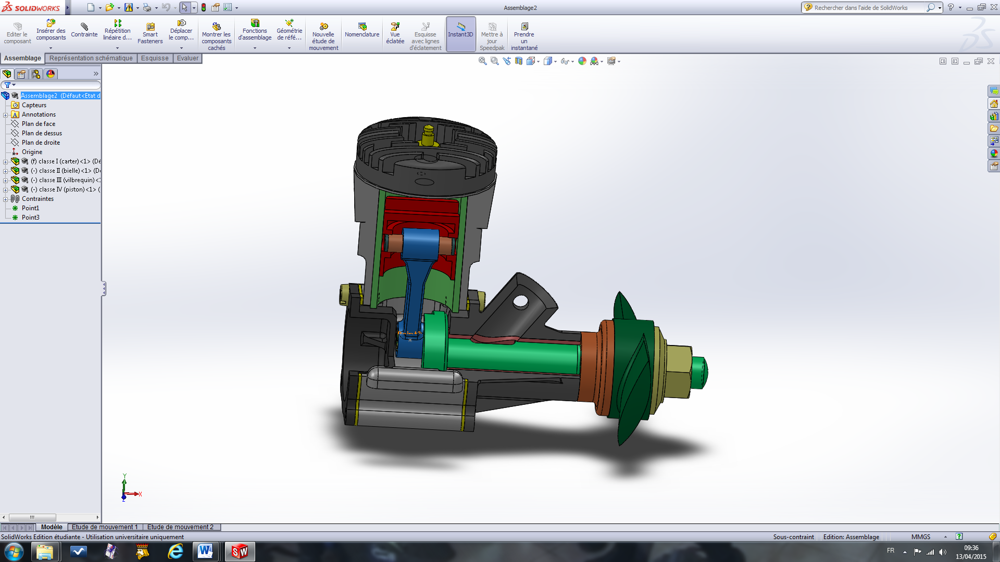 SOLIDWORKS
Assemblage2
Rechercher dans l'aide de SolidWorks
Editer le composant
Insérer des composants
Contrainte
Répétition linéaire d...
Smart Fasteners
Déplacer le comp...
Montrer les composants cachés
Fonctions d'assemblage
Géométrie de réfé...
Nouvelle étude de mouvement
Nomenclature
Vue éclatée
Esquisse avec lignes d'éclatement
Instant3D
Mettre à jour Speedpak
Prendre un instantané
Assemblage
Représentation schématique
Esquisse
Evaluer
Assemblage2 (Défaut<Etat d
Capteurs
Annotations
Plan de face
Plan de dessus
Plan de droite
Origine
(f) classe I (carter)<1> (Dé
(-) classe II (bielle)<1> (D
(-) classe III (vilbrequin)<
(-) classe IV (piston)<1> (
Contraintes
Point1
Point3
Y
X
Z
Modèle
Etude de mouvement 1
Etude de mouvement 2
SolidWorks Edition étudiante - Utilisation universitaire uniquement
Sous-contraint
Edition: Assemblage
MMGS
FR
09:36
13/04/2015